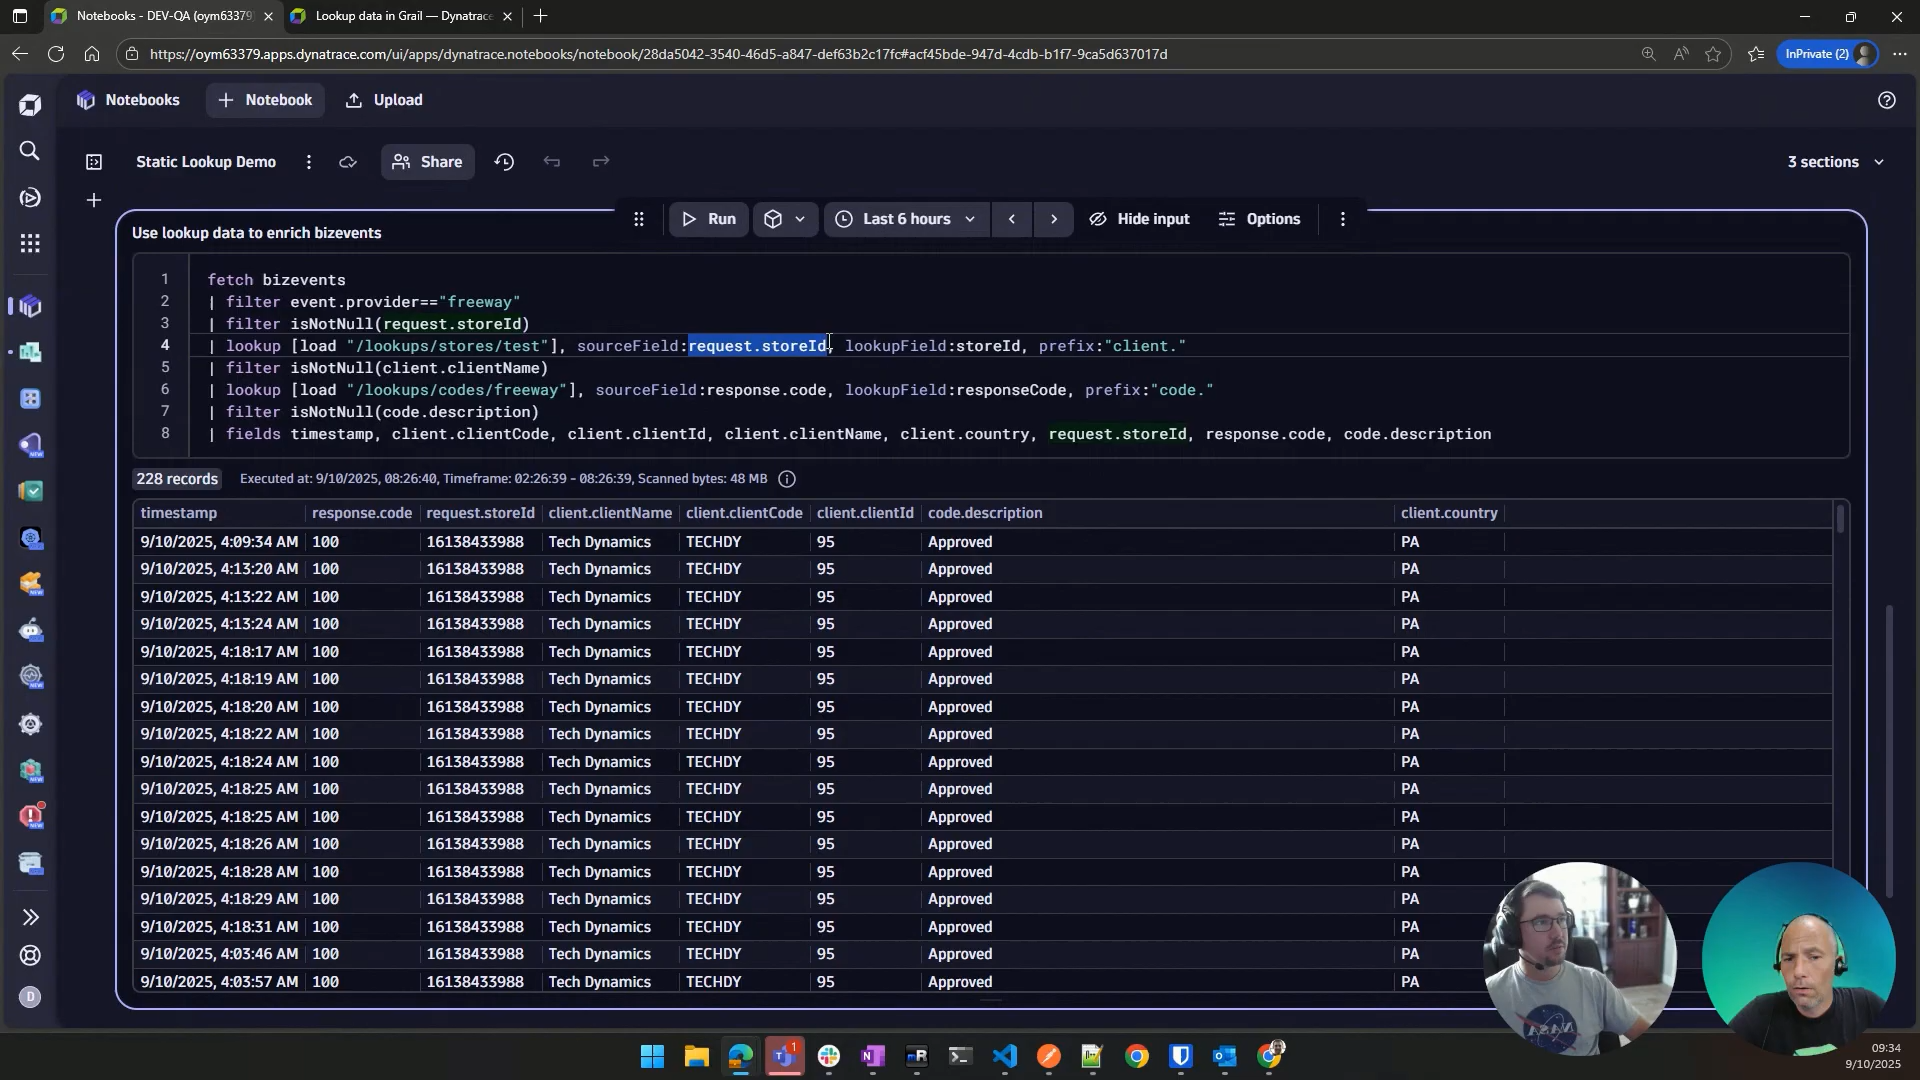 Notebooks - DEV-QA (oym63379
Lookup data in Grail — Dynatrace
https://oym63379.apps.dynatrace.com/ui/apps/dynatrace.notebooks/notebook/28da5042-3540-46d5-a847-def63b2c17fc#acf45bde-947d-4cdb-b1f7-9ca5d637017d
InPrivate (2)
Notebooks
Notebook
Upload
Static Lookup Demo
Share
3 sections
Run
Last 6 hours
Hide input
Options
Use lookup data to enrich bizevents
1 fetch bizevents
2 | filter event.provider=="freeway"
3 | filter isNotNull(request.storeId)
4 | lookup [load "/lookups/stores/test"], sourceField:request.storeId, lookupField:storeId, prefix:"client."
5 | filter isNotNull(client.clientName)
6 | lookup [load "/lookups/codes/freeway"], sourceField:response.code, lookupField:responseCode, prefix:"code."
7 | filter isNotNull(code.description)
8 | fields timestamp, client.clientCode, client.clientId, client.clientName, client.country, request.storeId, response.code, code.description
228 records Executed at: 9/10/2025, 08:26:40, Timeframe: 02:26:39 - 08:26:39, Scanned bytes: 48 MB
timestamp response.code request.storeId client.clientName client.clientCode client.clientId code.description client.country
9/10/2025, 4:09:34 AM 100 16138433988 Tech Dynamics TECHDY 95 Approved PA
9/10/2025, 4:13:20 AM 100 16138433988 Tech Dynamics TECHDY 95 Approved PA
9/10/2025, 4:13:22 AM 100 16138433988 Tech Dynamics TECHDY 95 Approved PA
9/10/2025, 4:13:24 AM 100 16138433988 Tech Dynamics TECHDY 95 Approved PA
9/10/2025, 4:18:17 AM 100 16138433988 Tech Dynamics TECHDY 95 Approved PA
9/10/2025, 4:18:19 AM 100 16138433988 Tech Dynamics TECHDY 95 Approved PA
9/10/2025, 4:18:20 AM 100 16138433988 Tech Dynamics TECHDY 95 Approved PA
9/10/2025, 4:18:22 AM 100 16138433988 Tech Dynamics TECHDY 95 Approved PA
9/10/2025, 4:18:24 AM 100 16138433988 Tech Dynamics TECHDY 95 Approved PA
9/10/2025, 4:18:25 AM 100 16138433988 Tech Dynamics TECHDY 95 Approved PA
9/10/2025, 4:18:25 AM 100 16138433988 Tech Dynamics TECHDY 95 Approved PA
9/10/2025, 4:18:26 AM 100 16138433988 Tech Dynamics TECHDY 95 Approved PA
9/10/2025, 4:18:28 AM 100 16138433988 Tech Dynamics TECHDY 95 Approved PA
9/10/2025, 4:18:29 AM 100 16138433988 Tech Dynamics TECHDY 95 Approved PA
9/10/2025, 4:18:31 AM 100 16138433988 Tech Dynamics TECHDY 95 Approved PA
9/10/2025, 4:03:46 AM 100 16138433988 Tech Dynamics TECHDY 95 Approved PA
9/10/2025, 4:03:57 AM 100 16138433988 Tech Dynamics TECHDY 95 Approved PA
D
NASA
1
09:34
9/10/2025